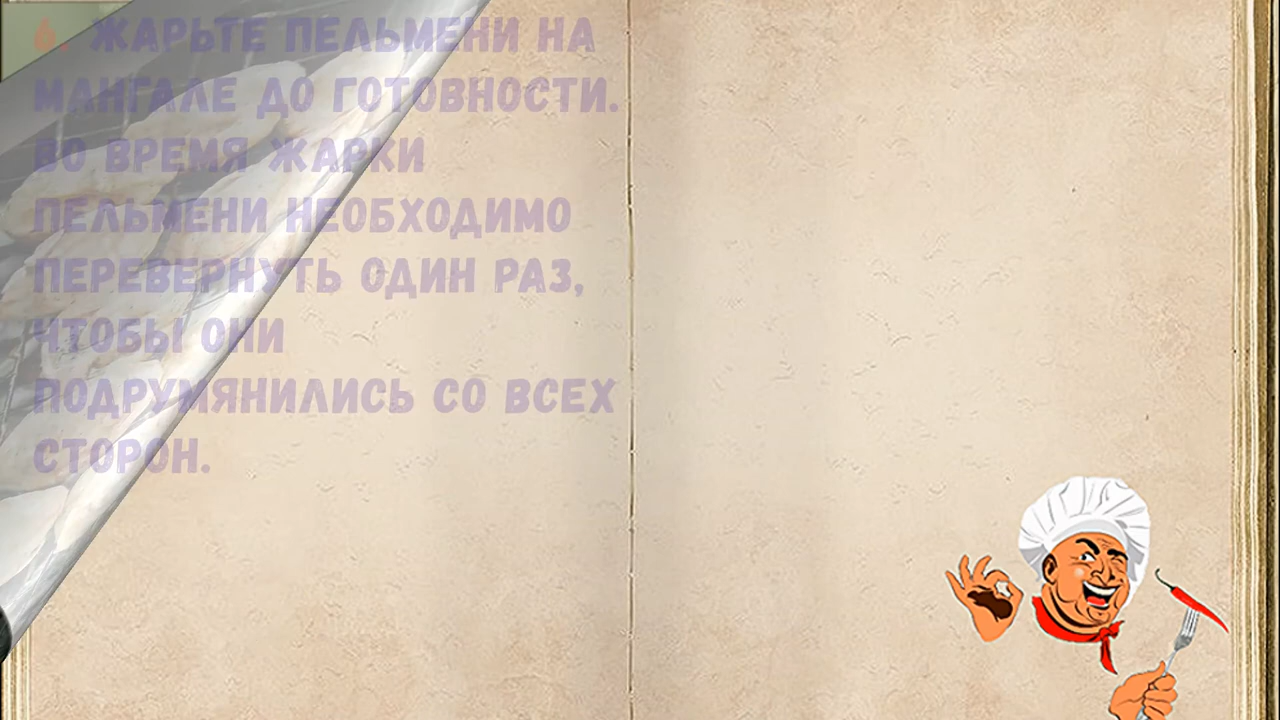 6. ЖАРЬТЕ ПЕЛЬМЕНИ НА
МАНГАЛЕ ДО ГОТОВНОСТИ.
ВО ВРЕМЯ ЖАРКИ
ПЕЛЬМЕНИ НЕОБХОДИМО
ПЕРЕВЕРНУТЬ ОДИН РАЗ,
ЧТОБЫ ОНИ
ПОДРУМЯНИЛИСЬ СО ВСЕХ
СТОРОН.